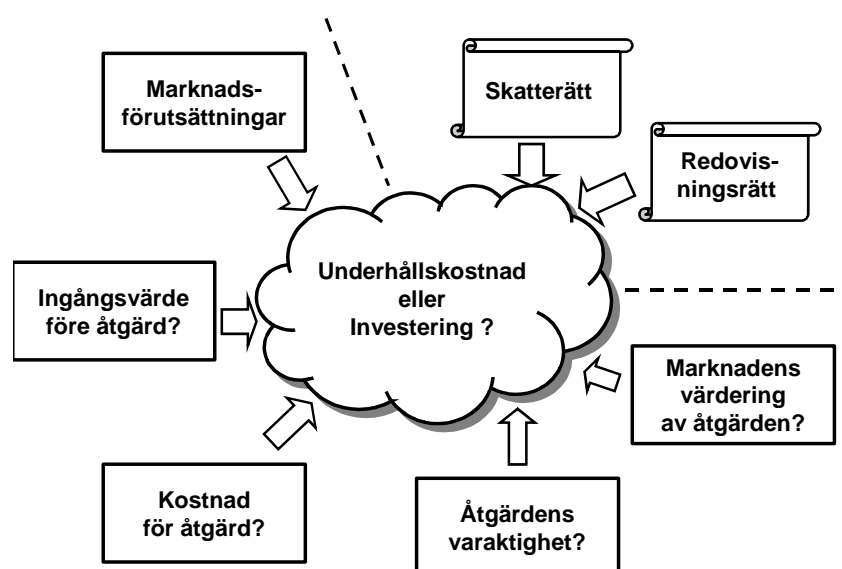 Marknads-
förutsättningar
Skatterätt
Redovis-
ningsrätt
Underhållskostnad
eller
Investering ?
Ingångsvärde
före åtgärd?
Marknadens
värdering
av åtgärden?
Kostnad
för åtgärd?
Åtgärdens
varaktighet?